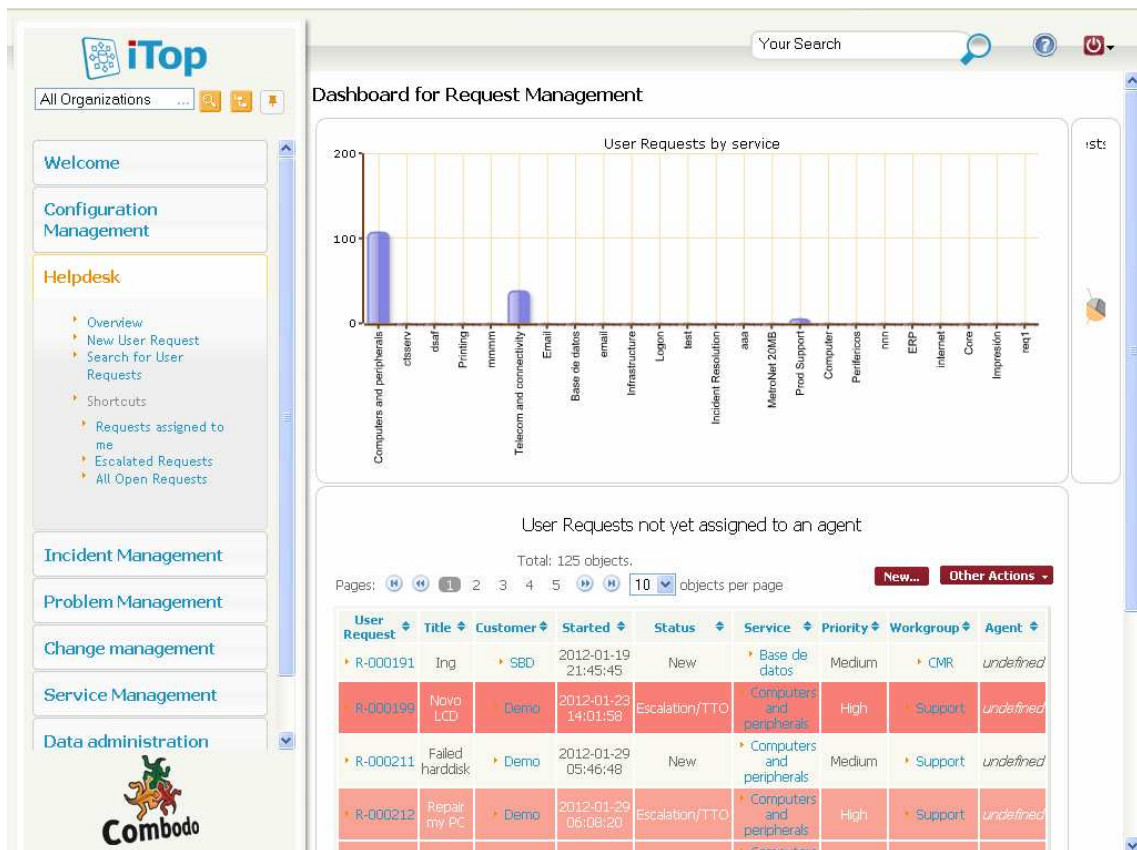 iTop
All Organizations ...
Your Search
Welcome
Configuration
Management
Helpdesk
Overview
New User Request
Search for User
Requests
Shortcuts
Requests assigned to
me
Escalated Requests
All Open Requests
Incident Management
Problem Management
Change management
Service Management
Data administration
Combodo
Dashboard for Request Management
User Requests by service
200
100
0
Computers and peripherals
ctsserv
dsaf
Printing
mmmm
Telecom and connectivity
Email
Base de datos
email
Infrastructure
Logon
test
Incident Resolution
aaa
MetroNet 20MB
Prod Support
Computer
Perifericos
nnn
ERP
internet
Core
Impresión
req1
User Requests not yet assigned to an agent
Total: 125 objects.
Pages: 1 2 3 4 5 10 objects per page
New... Other Actions
User Request Title Customer Started Status Service Priority Workgroup Agent
R-000191 Ing SBD 2012-01-19 21:45:45 New Base de datos Medium CMR undefined
R-000199 Novo LCD Demo 2012-01-23 14:01:58 Escalation/TTO Computers and peripherals High Support undefined
R-000211 Failed harddisk Demo 2012-01-29 05:46:48 New Computers and peripherals Medium Support undefined
R-000212 Repair my PC Demo 2012-01-29 06:08:20 Escalation/TTO Computers and peripherals High Support undefined